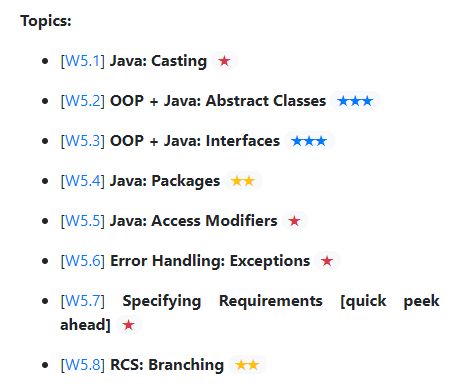 Topics:
[W5.1] Java: Casting ★
[W5.2] OOP + Java: Abstract Classes ★★★
[W5.3] OOP + Java: Interfaces ★★★
[W5.4] Java: Packages ★★
[W5.5] Java: Access Modifiers ★
[W5.6] Error Handling: Exceptions ★
[W5.7] Specifying Requirements [quick peek
ahead] ★
[W5.8] RCS: Branching ★★